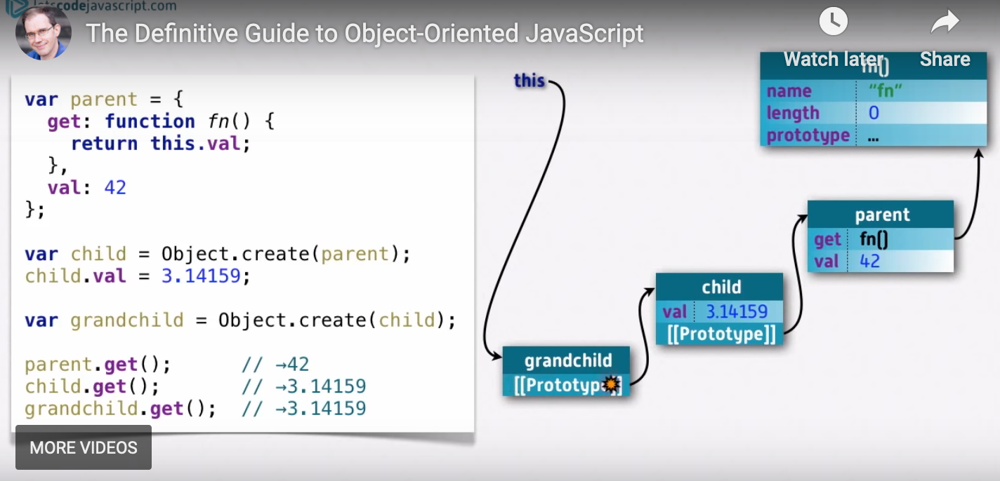 letscodejavascript.com
The Definitive Guide to Object-Oriented JavaScript
Watch later
Share
var parent = {
  get: function fn() {
    return this.val;
  },
  val: 42
};
var child = Object.create(parent);
child.val = 3.14159;
var grandchild = Object.create(child);
parent.get();      // →42
child.get();       // →3.14159
grandchild.get();  // →3.14159
this
fn()
name "fn"
length 0
prototype ...
parent
get fn()
val 42
child
val 3.14159
[[Prototype]]
grandchild
[[Prototype]]
MORE VIDEOS